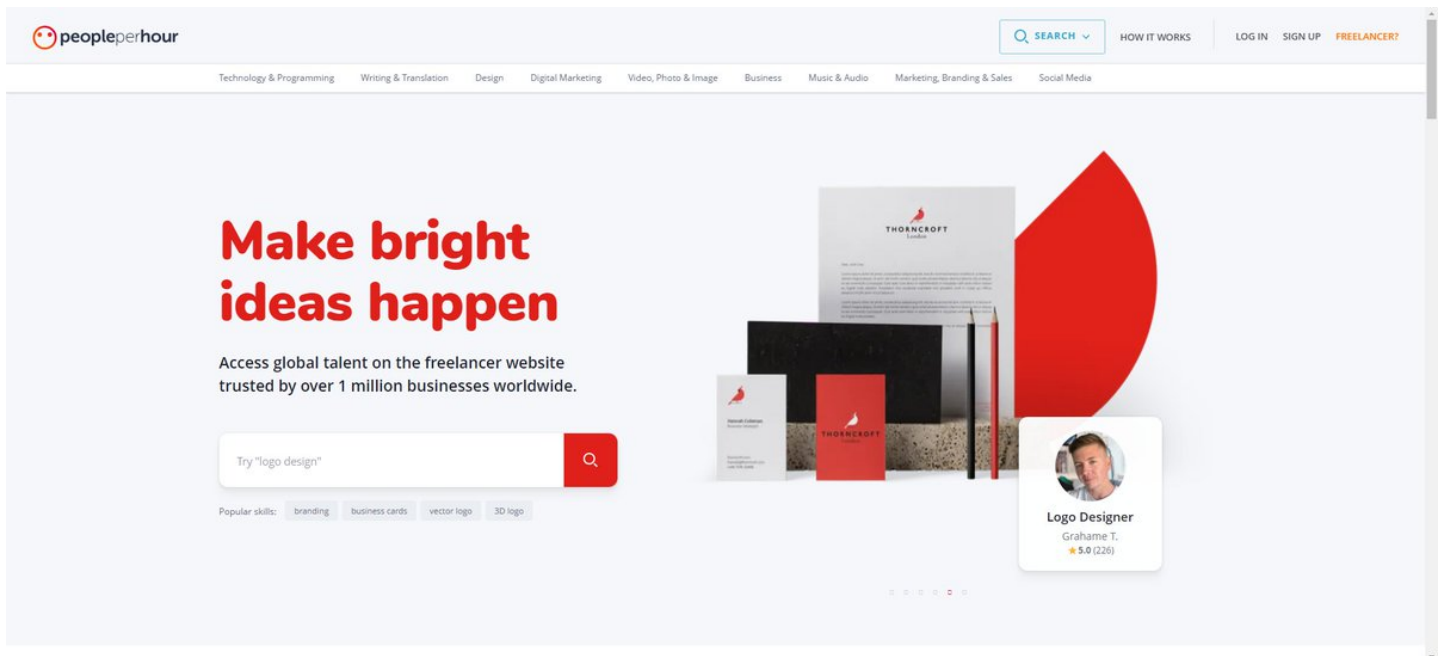 peopleperhour
SEARCH
HOW IT WORKS
LOG IN
SIGN UP
FREELANCER?
Technology & Programming
Writing & Translation
Design
Digital Marketing
Video, Photo & Image
Business
Music & Audio
Marketing, Branding & Sales
Social Media
Make bright
ideas happen
Access global talent on the freelancer website
trusted by over 1 million businesses worldwide.
Try "logo design"
Popular skills:
branding
business cards
vector logo
3D logo
THORNCROFT
London
THORNCROFT
Logo Designer
Grahame T.
5.0 (226)